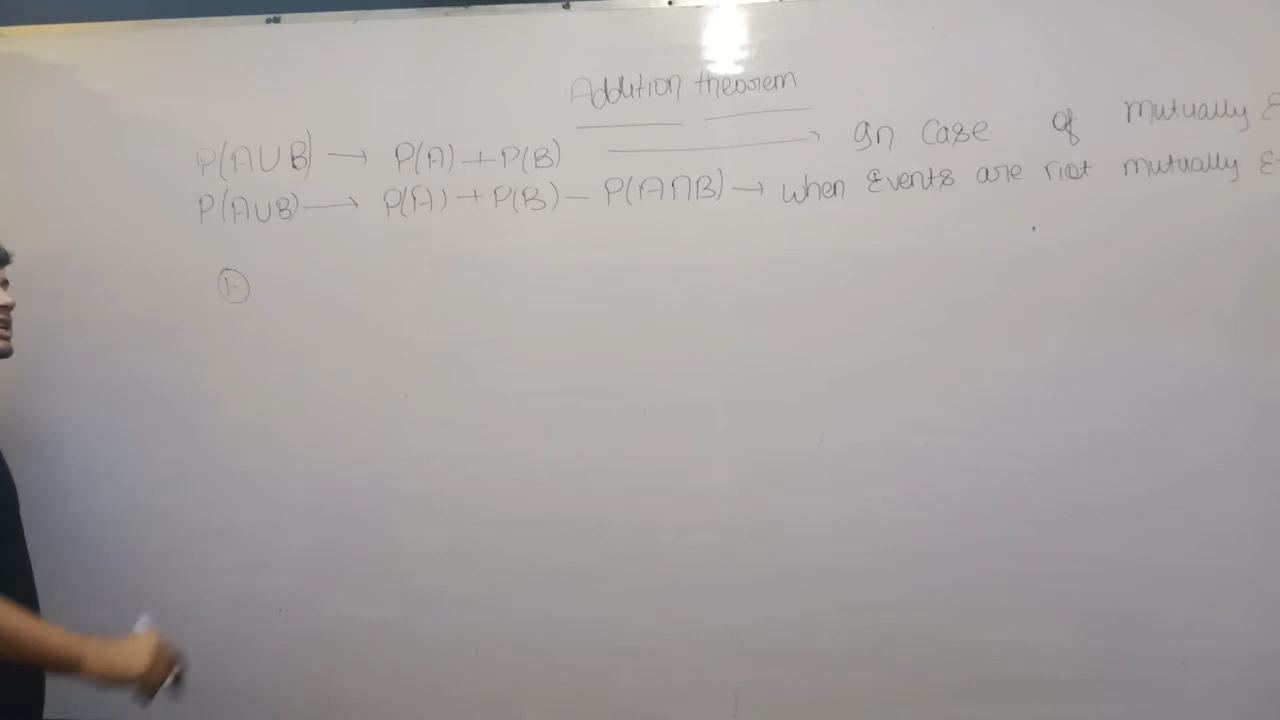 Addition theorem
P(A∪B) → P(A) + P(B) → In case of mutually
P(A∪B) → P(A) + P(B) - P(A∩B) → when Events are not mutually
1.